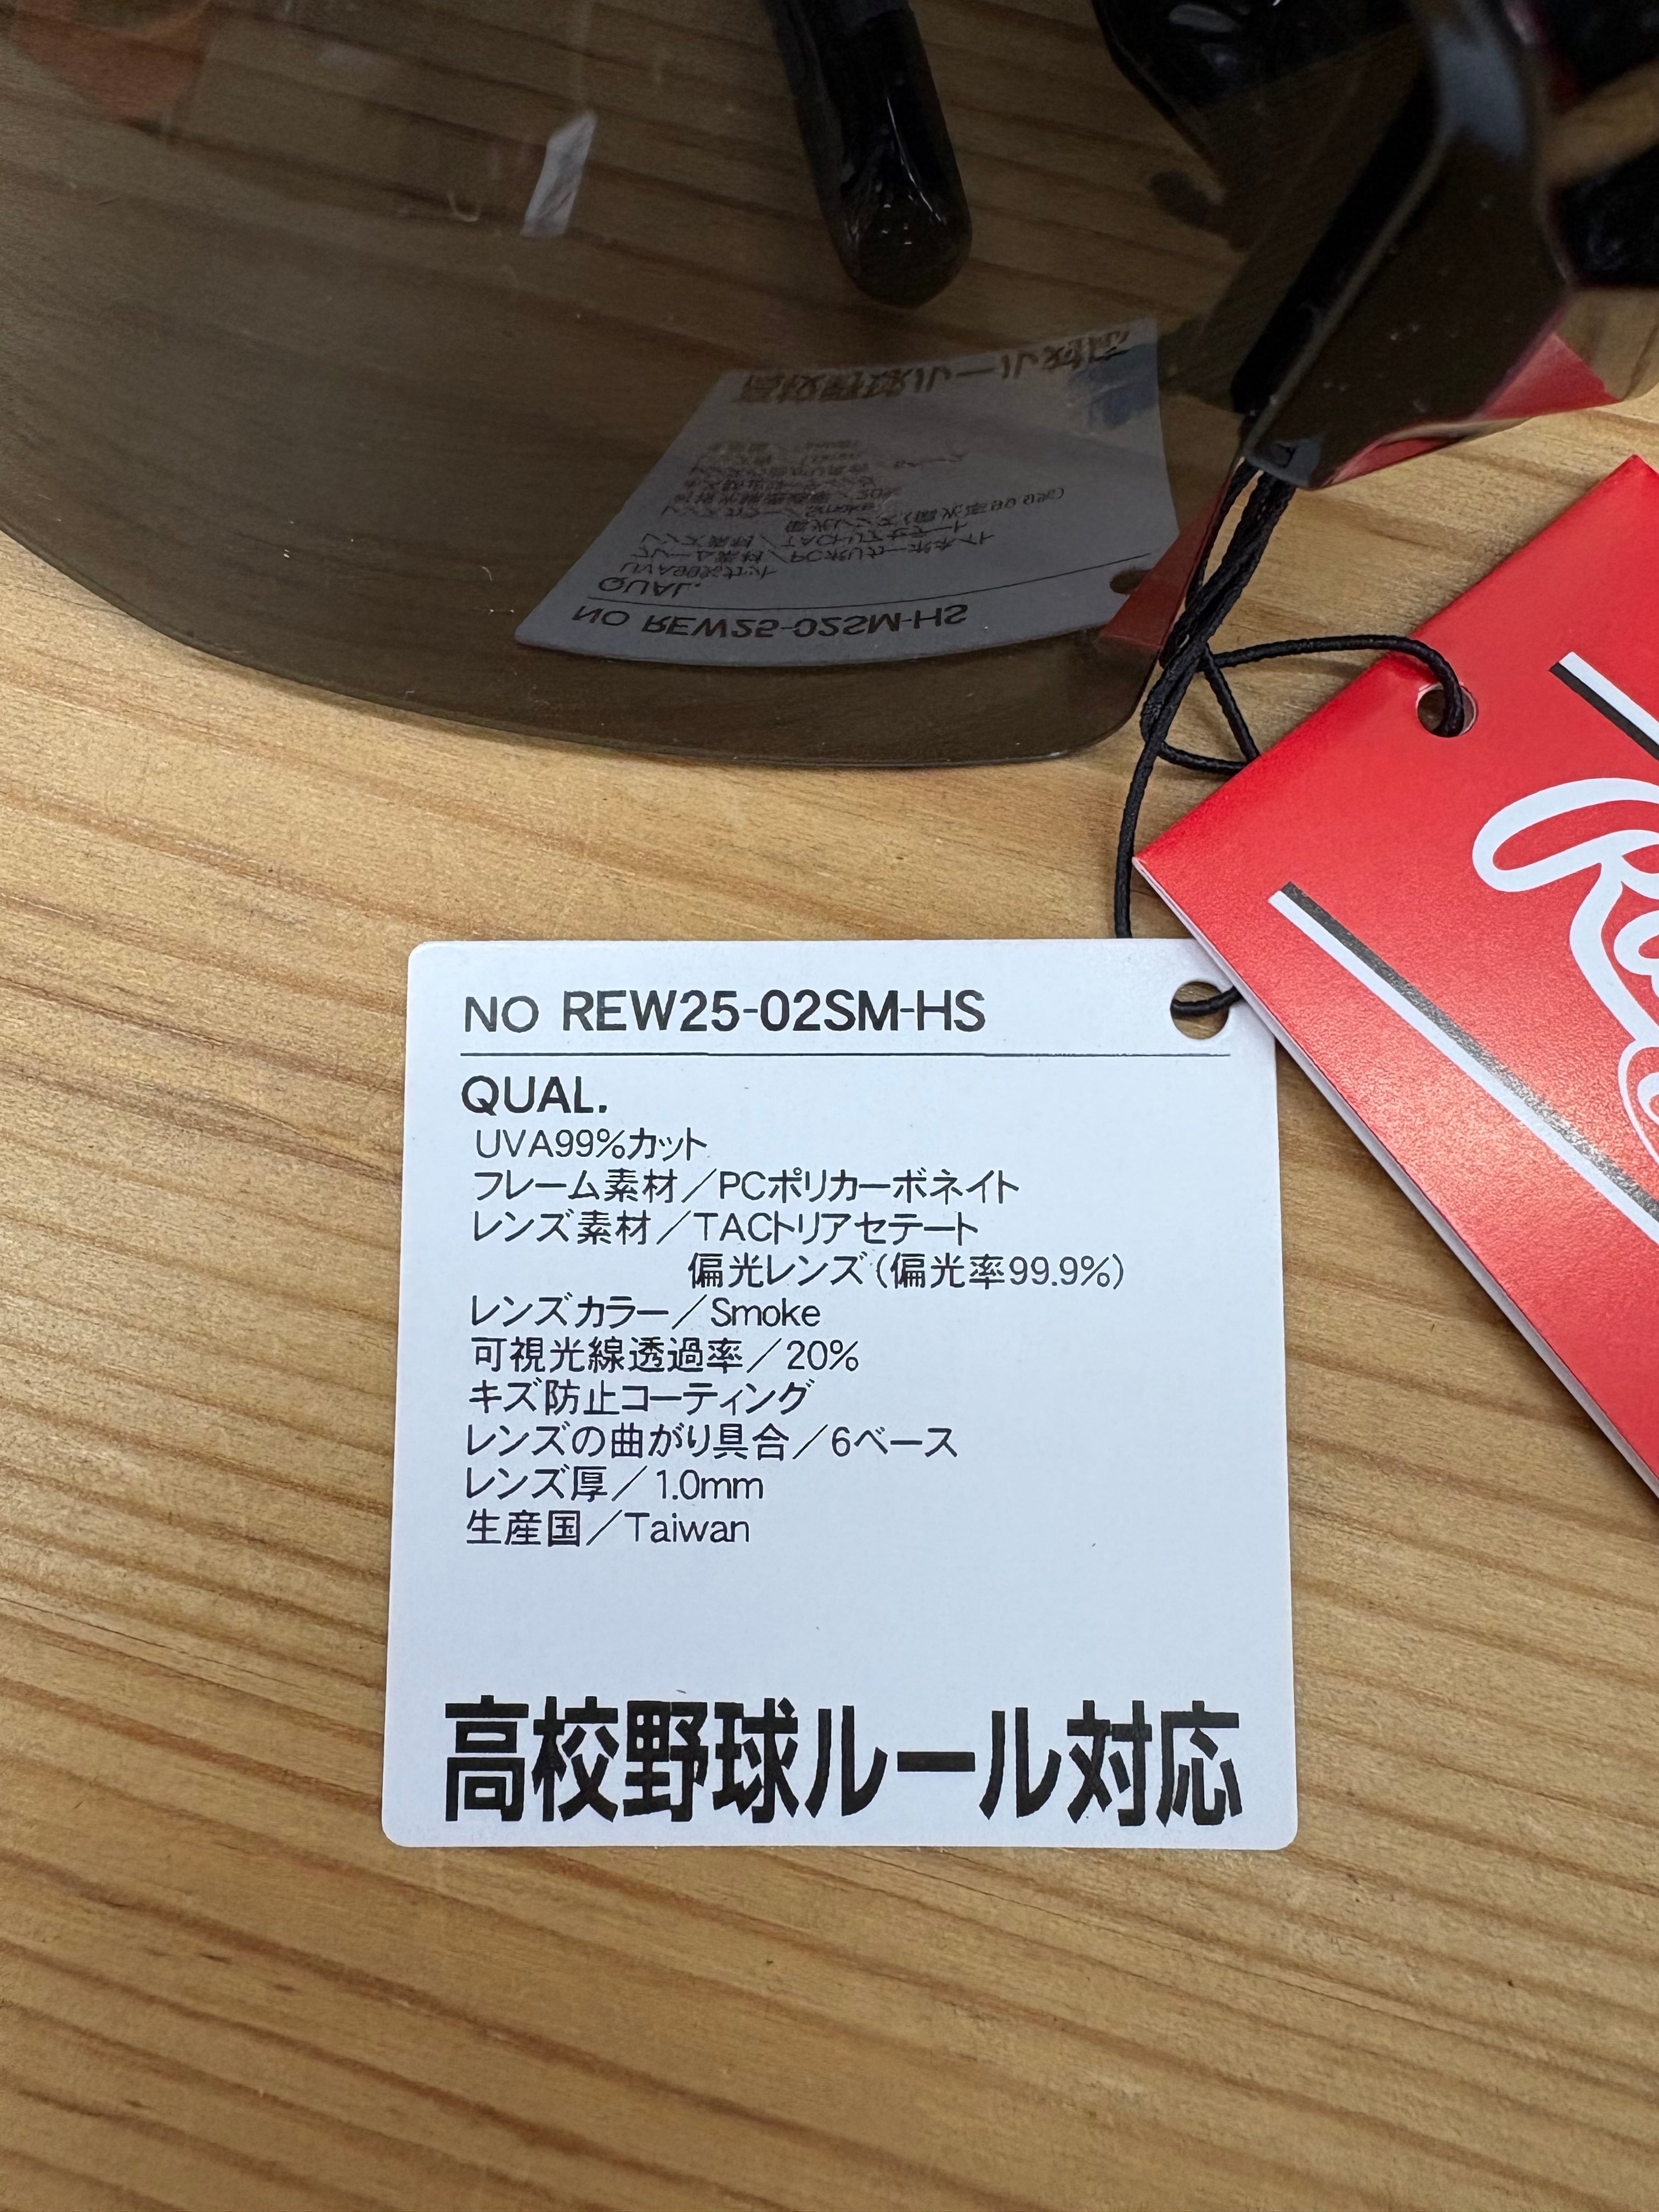 NO REW25-02SM-HS
QUAL.
UVA99%カット
フレーム素材／PCポリカーボネイト
レンズ素材／TACトリアセテート
偏光レンズ（偏光率99.9%）
レンズカラー／Smoke
可視光線透過率／20%
キズ防止コーティング
レンズの曲がり具合／6ベース
レンズ厚／1.0mm
生産国／Taiwan
高校野球ルール対応